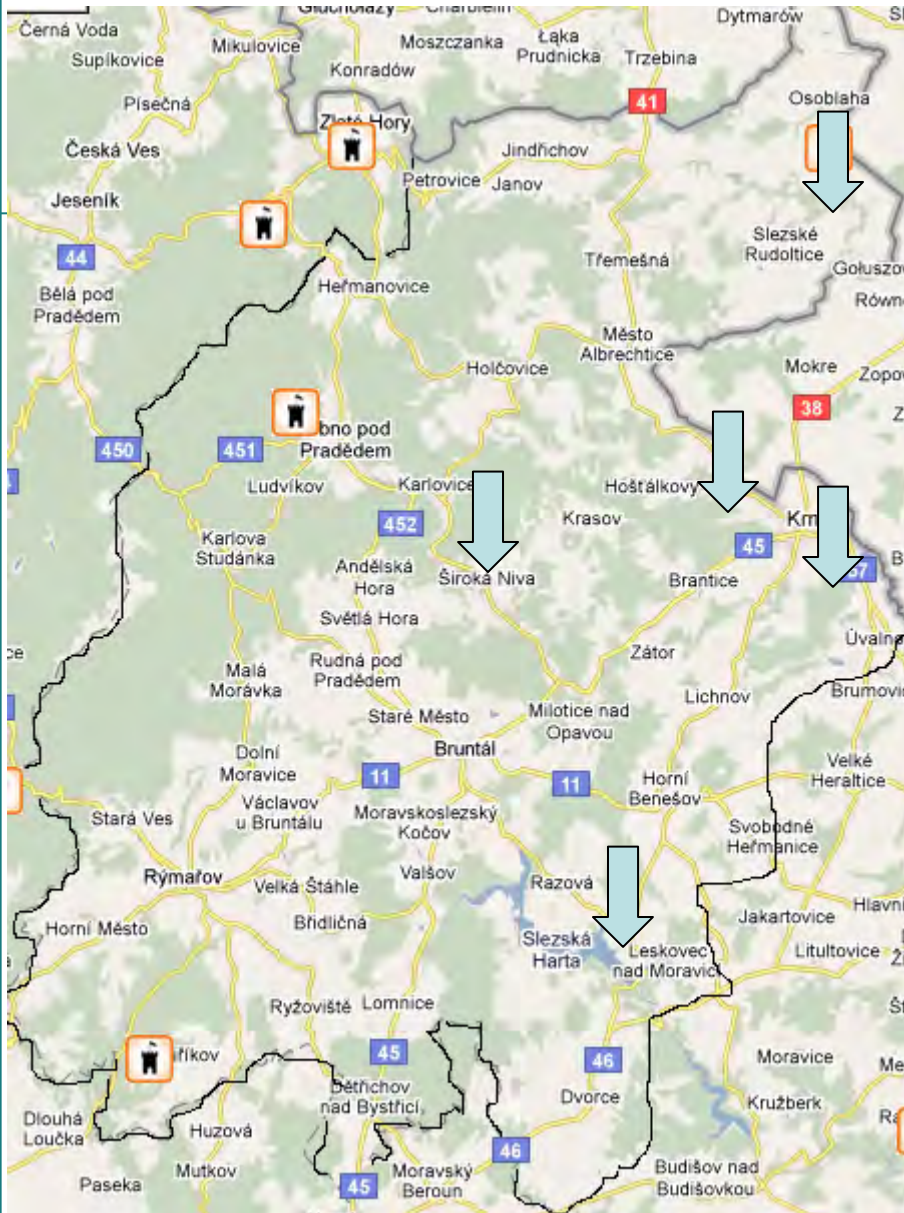 Černá Voda
Supíkovice
Mikulovice
Moszczanka
Łąka
Prudnicka
Trzebina
Dytmarów
Konradów
Písečná
41
Osoblaha
Hory
Česká Ves
Jindřichov
Petrovice
Janov
Jeseník
44
Slezské
Rudoltice
Třemešná
Heřmanovice
Bělá pod
Pradědem
Město
Albrechtice
Holčovice
Mokre
38
bno pod
Pradědem
450
451
Ludvíkov
Karlovice
Hošťálkovy
452
Krasov
45
Karlova
Studánka
Andělská
Hora
Široká Niva
Brantice
Světlá Hora
Zátor
Rudná pod
Pradědem
Malá
Morávka
Lichnov
Staré Město
Milotice nad
Opavou
Bruntál
Dolní
Moravice
11
11
Horní
Benešov
Velké
Heraltice
Václavov
u Bruntálu
Stará Ves
Moravskoslezský
Kočov
Svobodné
Heřmanice
Rýmařov
Velká Štáhle
Valšov
Razová
Břidličná
Horní Město
Jakartovice
Slezská
Harta
Leskovec
nad Moravicí
Litultovice
Ryžoviště
Lomnice
45
46
Moravice
Dětřichov
nad Bystřicí
Dvorce
Kružberk
Dlouhá
Loučka
Huzová
46
Mutkov
Moravský
Beroun
45
Paseka
Budišov nad
Budišovkou